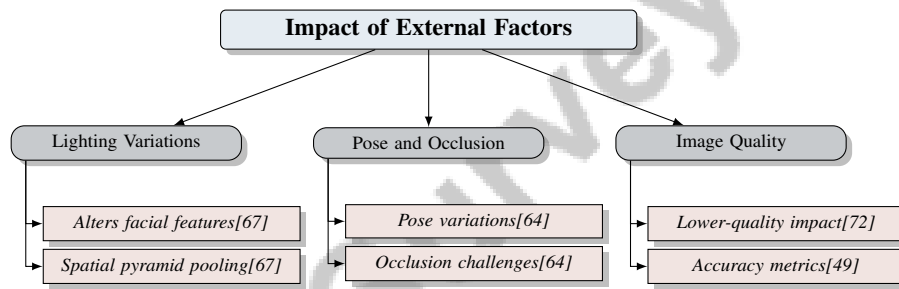 Impact of External Factors
Lighting Variations
Pose and Occlusion
Image Quality
Alters facial features[67]
Spatial pyramid pooling[67]
Pose variations[64]
Occlusion challenges[64]
Lower-quality impact[72]
Accuracy metrics[49]
survey